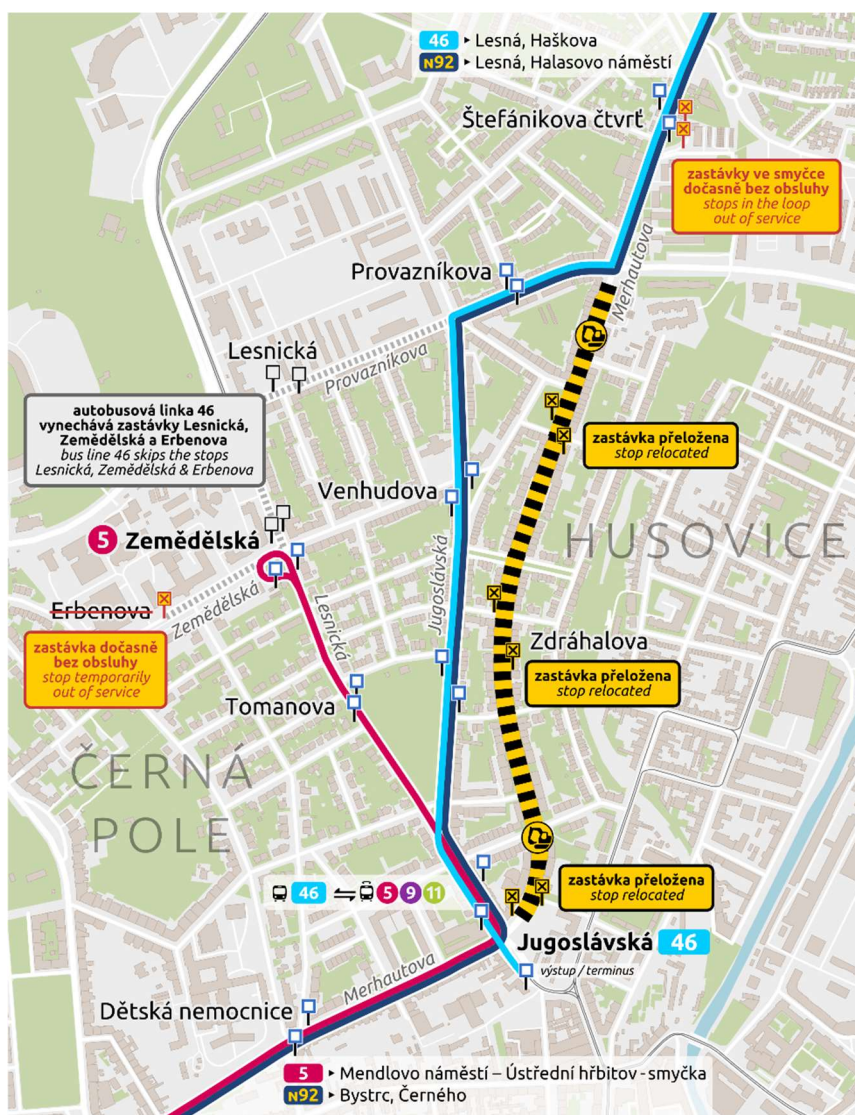 46 ▸ Lesná, Haškova
N92 ▸ Lesná, Halasovo náměstí
Štefánikova čtvrť
zastávky ve smyčce
dočasně bez obsluhy
stops in the loop
out of service
Merhautova
Provazníkova
Lesnická
Provazníkova
autobusová linka 46
vynechává zastávky Lesnická,
Zemědělská a Erbenova
bus line 46 skips the stops
Lesnická, Zemědělská & Erbenova
zastávka přeložena
stop relocated
Venhudova
HUSOVICE
5 Zemědělská
Jugoslávská
Erbenova
Zemědělská
Lesnická
Zdráhalova
zastávka dočasně
bez obsluhy
stop temporarily
out of service
zastávka přeložena
stop relocated
Tomanova
ČERNÁ
POLE
46 ⇋ 5 9 11
zastávka přeložena
stop relocated
Jugoslávská 46
výstup / terminus
Merhautova
Dětská nemocnice
5 ▸ Mendlovo náměstí – Ústřední hřbitov - smyčka
N92 ▸ Bystrc, Černého